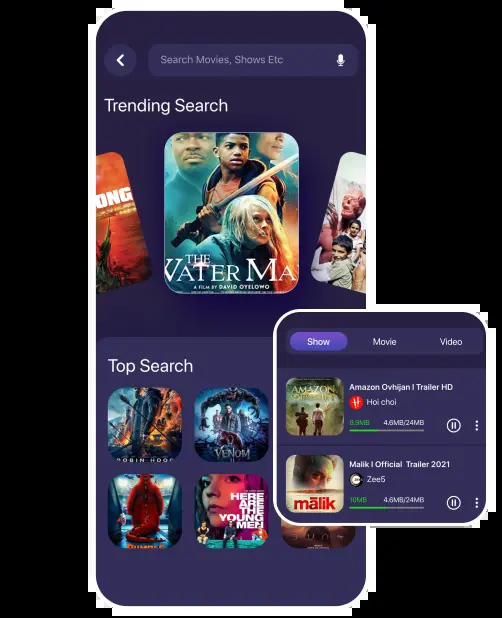 Search Movies, Shows Etc
Trending Search
ONG
THE
WATER MA
A FILM BY DAVID OYELOWO
Top Search
ROBIN HOOD
VENOM
HERE
ARE
THE
YOUNG
MEN
Show
Movie
Video
AMAZON
Amazon Ovhijan I Trailer HD
Hoi choi
8.9MB
4.6MB/24MB
Malik I Official Trailer 2021
Zee5
mālik
10MB
4.6MB/24MB